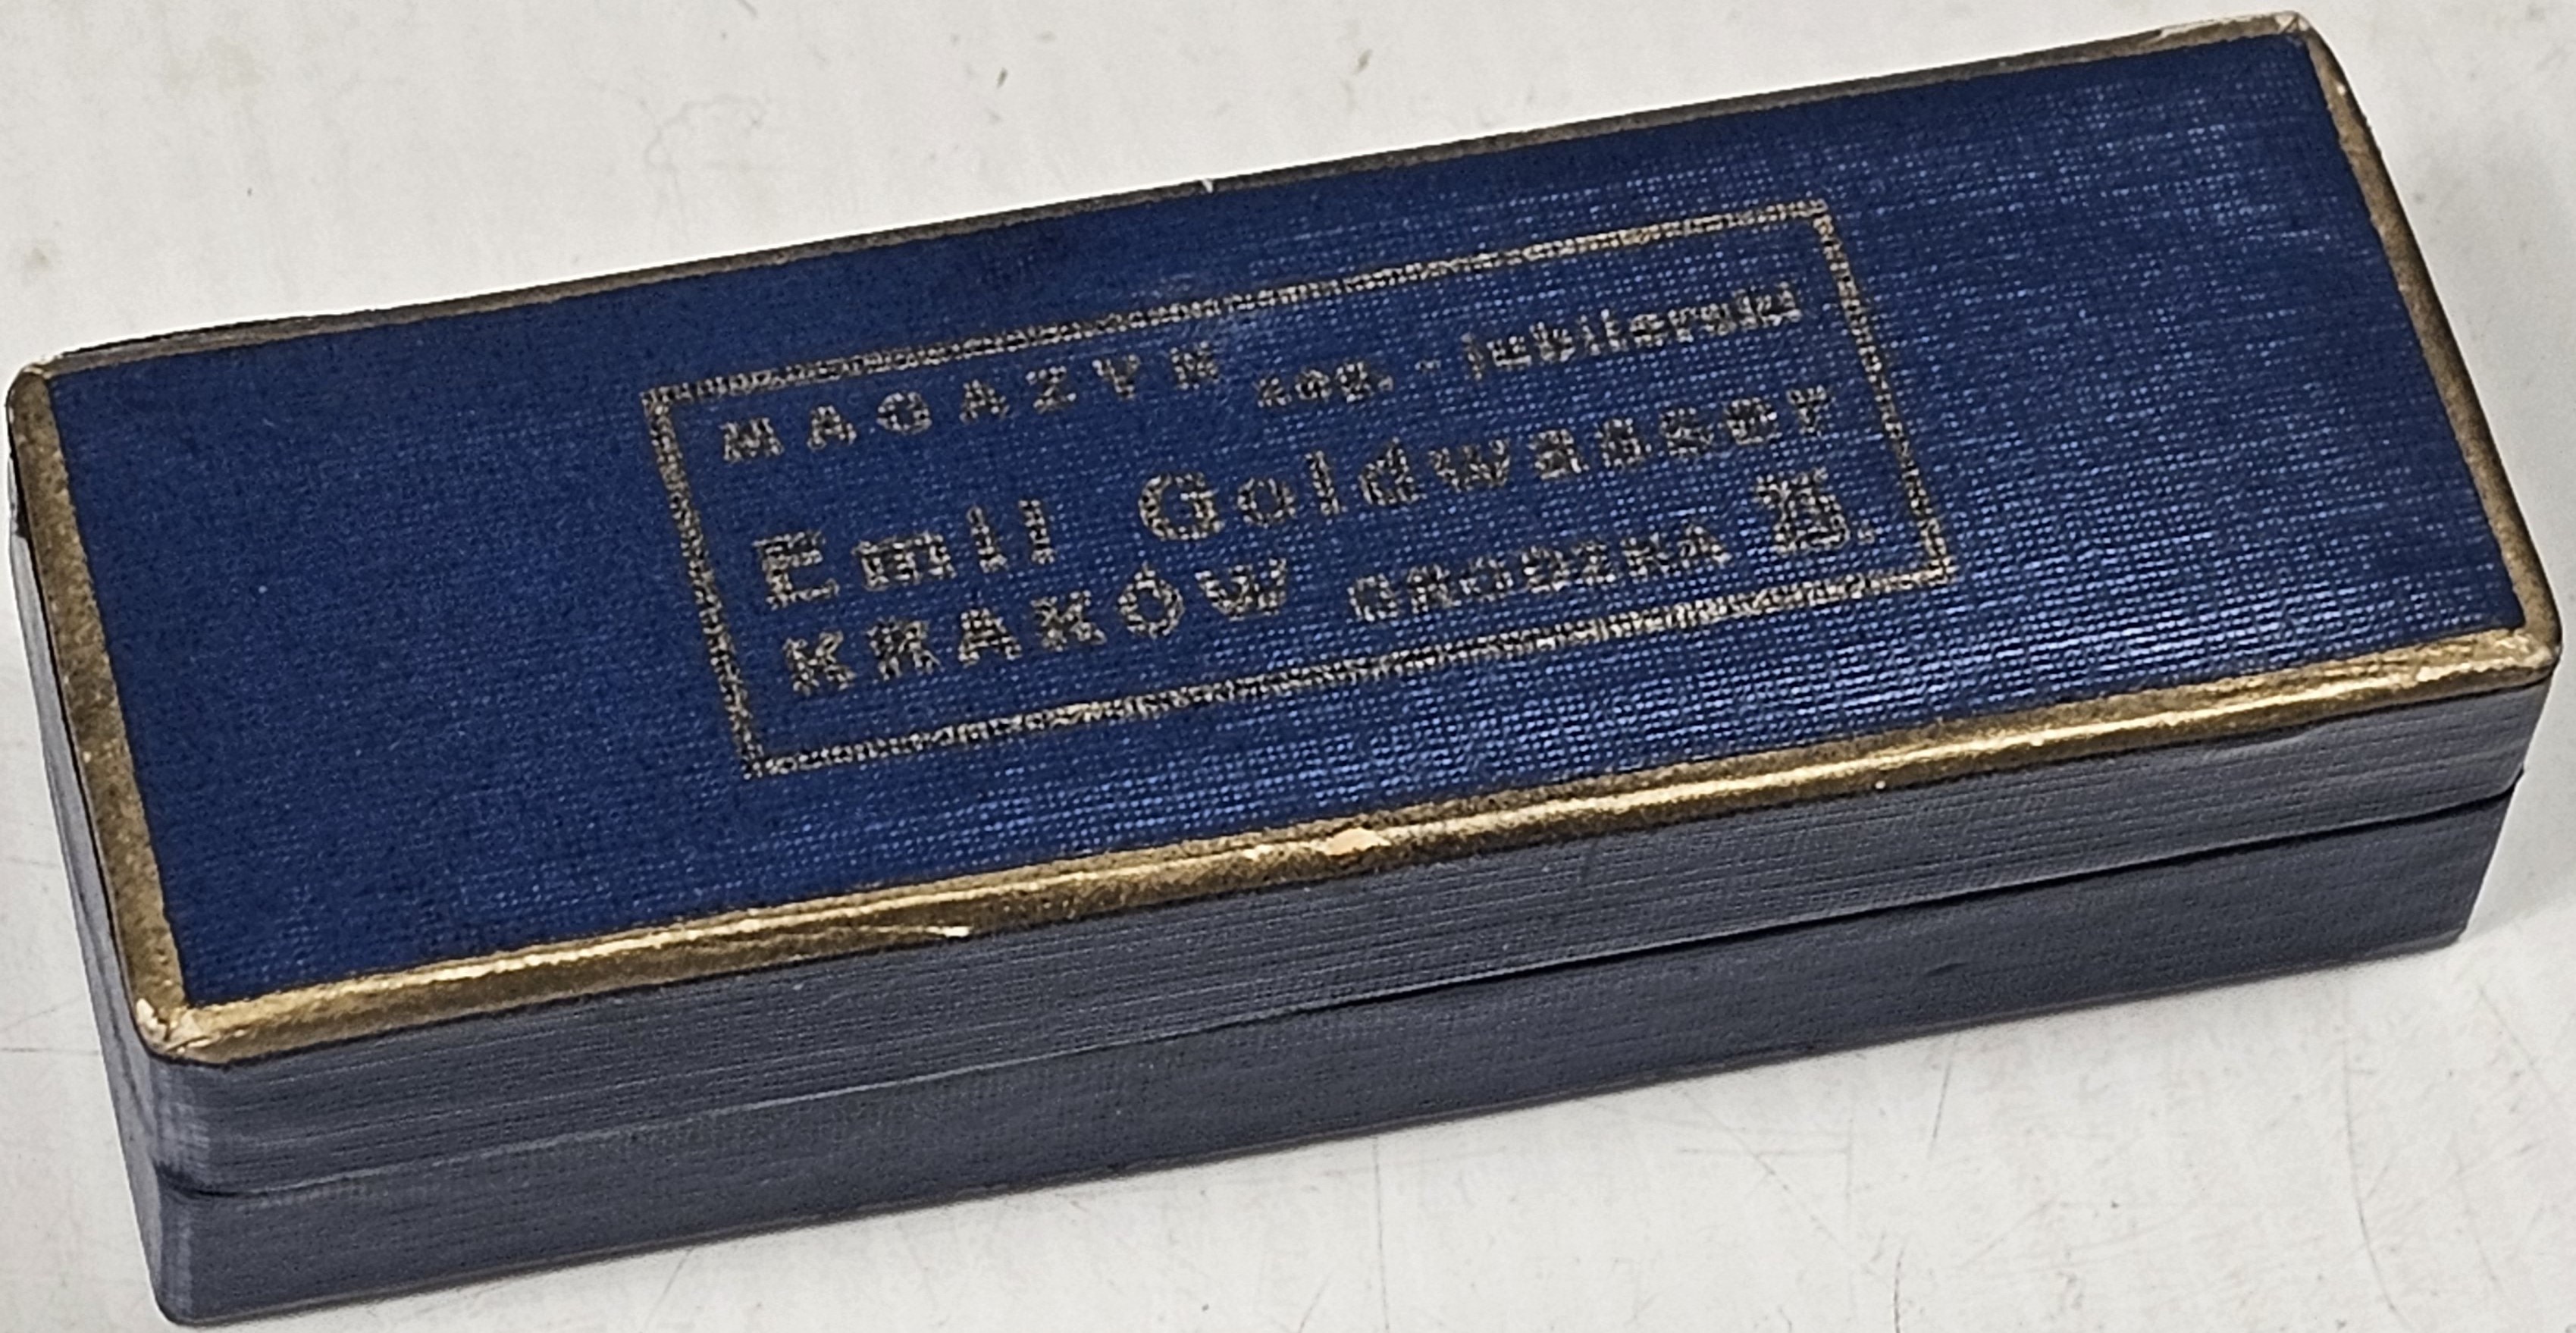 MAGAZYN zeg. - jubilerski
Emil Goldwasser
KRAKÓW GRODZKA